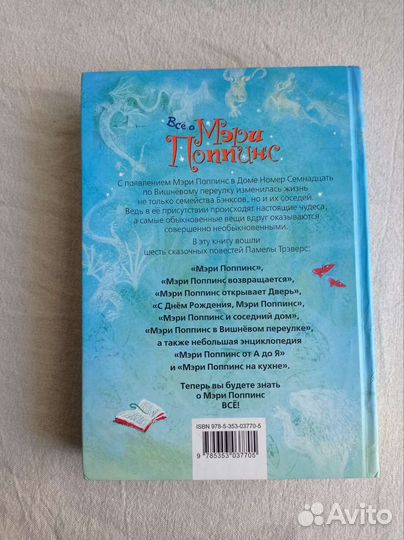 Всё о
Мэри
Поппинс
С появлением Мэри Поппинс в Доме Номер Семнадцать
по Вишнёвому переулку изменилась жизнь
не только семейства Бэнксов, но и их соседей.
Ведь в её присутствии происходят настоящие чудеса,
а самые обыкновенные вещи вдруг оказываются
совершенно необыкновенными.
В эту книгу вошли
шесть сказочных повестей Памелы Трэверс:
«Мэри Поппинс»,
«Мэри Поппинс возвращается»,
«Мэри Поппинс открывает Дверь»,
«С Днём Рождения, Мэри Поппинс»,
«Мэри Поппинс и соседний дом»,
«Мэри Поппинс в Вишнёвом переулке»,
а также небольшая энциклопедия
«Мэри Поппинс от А до Я»
и «Мэри Поппинс на кухне».
Теперь вы будете знать
о Мэри Поппинс
ВСЁ!
ISBN 978-5-353-03770-5
9 785353 037705
Avito